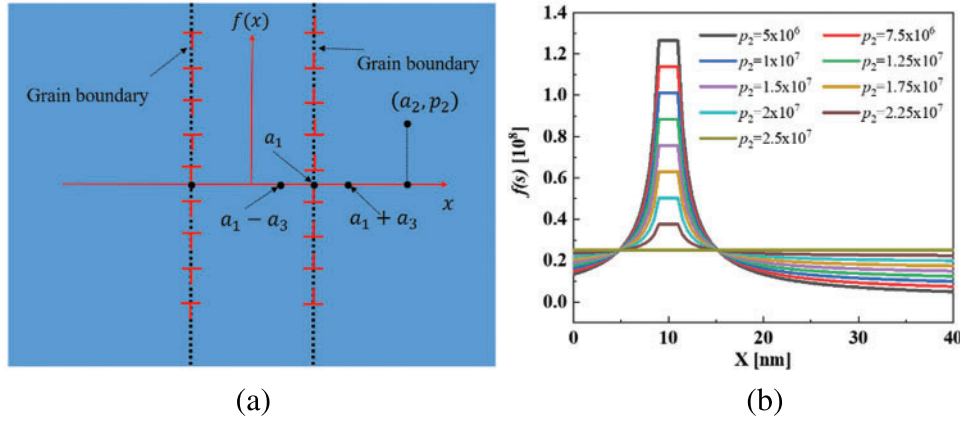 f(x)
Grain boundary
Grain boundary
(a₂, p₂)
a₁
a₁ − a₃
a₁ + a₃
x
(a)
f(s) [10⁸]
1.4
1.2
1.0
0.8
0.6
0.4
0.2
0.0
p₂=5x10⁶
p₂=7.5x10⁶
p₂=1x10⁷
p₂=1.25x10⁷
p₂=1.5x10⁷
p₂=1.75x10⁷
p₂=2x10⁷
p₂=2.25x10⁷
p₂=2.5x10⁷
0 10 20 30 40
X [nm]
(b)